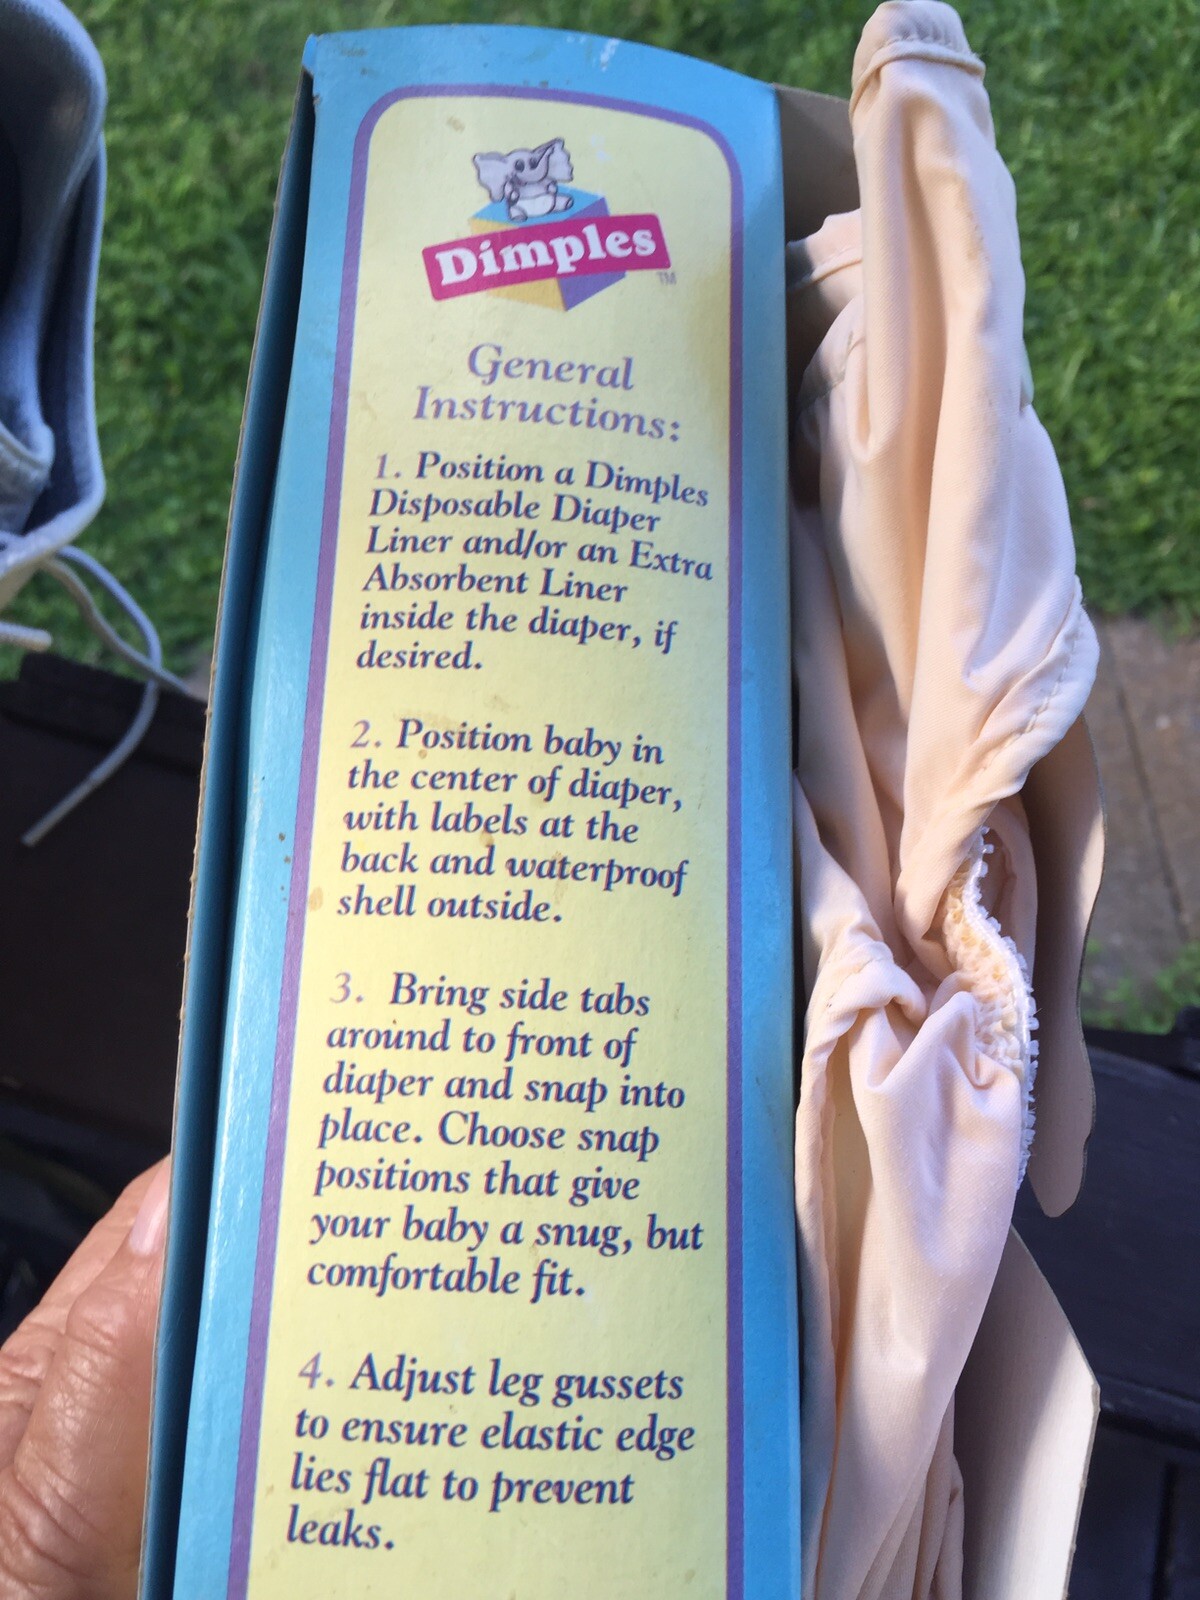 Dimples
TM
General
Instructions:
1. Position a Dimples
Disposable Diaper
Liner and/or an Extra
Absorbent Liner
inside the diaper, if
desired.
2. Position baby in
the center of diaper,
with labels at the
back and waterproof
shell outside.
3. Bring side tabs
around to front of
diaper and snap into
place. Choose snap
positions that give
your baby a snug, but
comfortable fit.
4. Adjust leg gussets
to ensure elastic edge
lies flat to prevent
leaks.